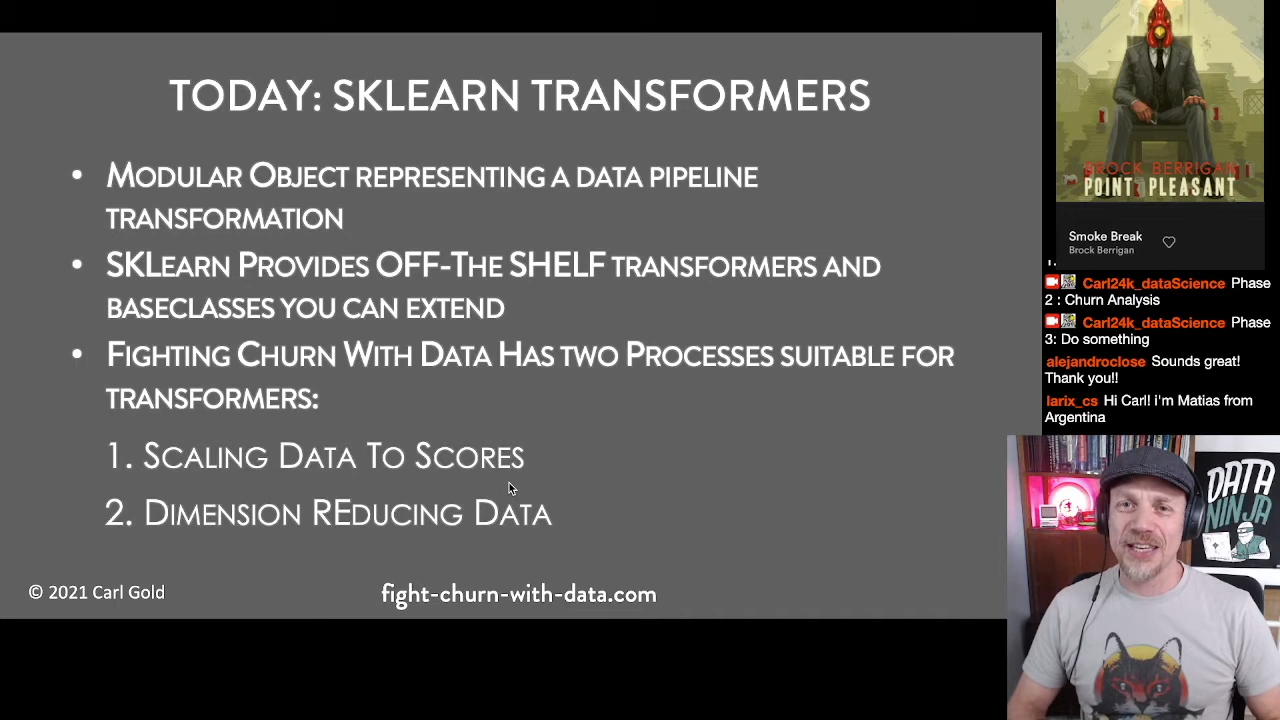 TODAY: SKLEARN TRANSFORMERS
• MODULAR OBJECT REPRESENTING A DATA PIPELINE
TRANSFORMATION
• SKLEARN PROVIDES OFF-THE SHELF TRANSFORMERS AND
BASECLASSES YOU CAN EXTEND
• FIGHTING CHURN WITH DATA HAS TWO PROCESSES SUITABLE FOR
TRANSFORMERS:
1. SCALING DATA TO SCORES
2. DIMENSION REDUCING DATA
© 2021 Carl Gold
fight-churn-with-data.com
BROCK BERRIGAN
POINT PLEASANT
Smoke Break
Brock Berrigan
Carl24k_dataScience Phase
2 : Churn Analysis
Carl24k_dataScience Phase
3: Do something
alejandroclose Sounds great!
Thank you!!
larix_cs Hi Carl! i'm Matias from
Argentina
DATA
NINJA